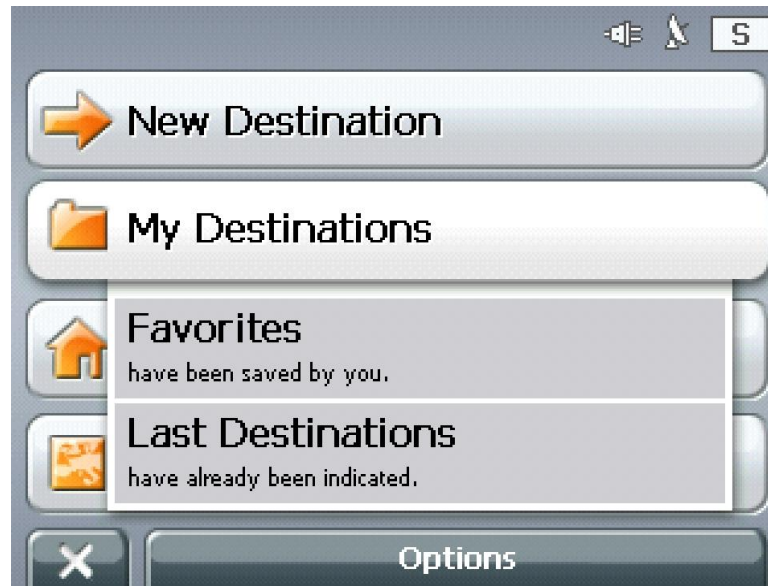 S
New Destination
My Destinations
Favorites
have been saved by you.
Last Destinations
have already been indicated.
Options